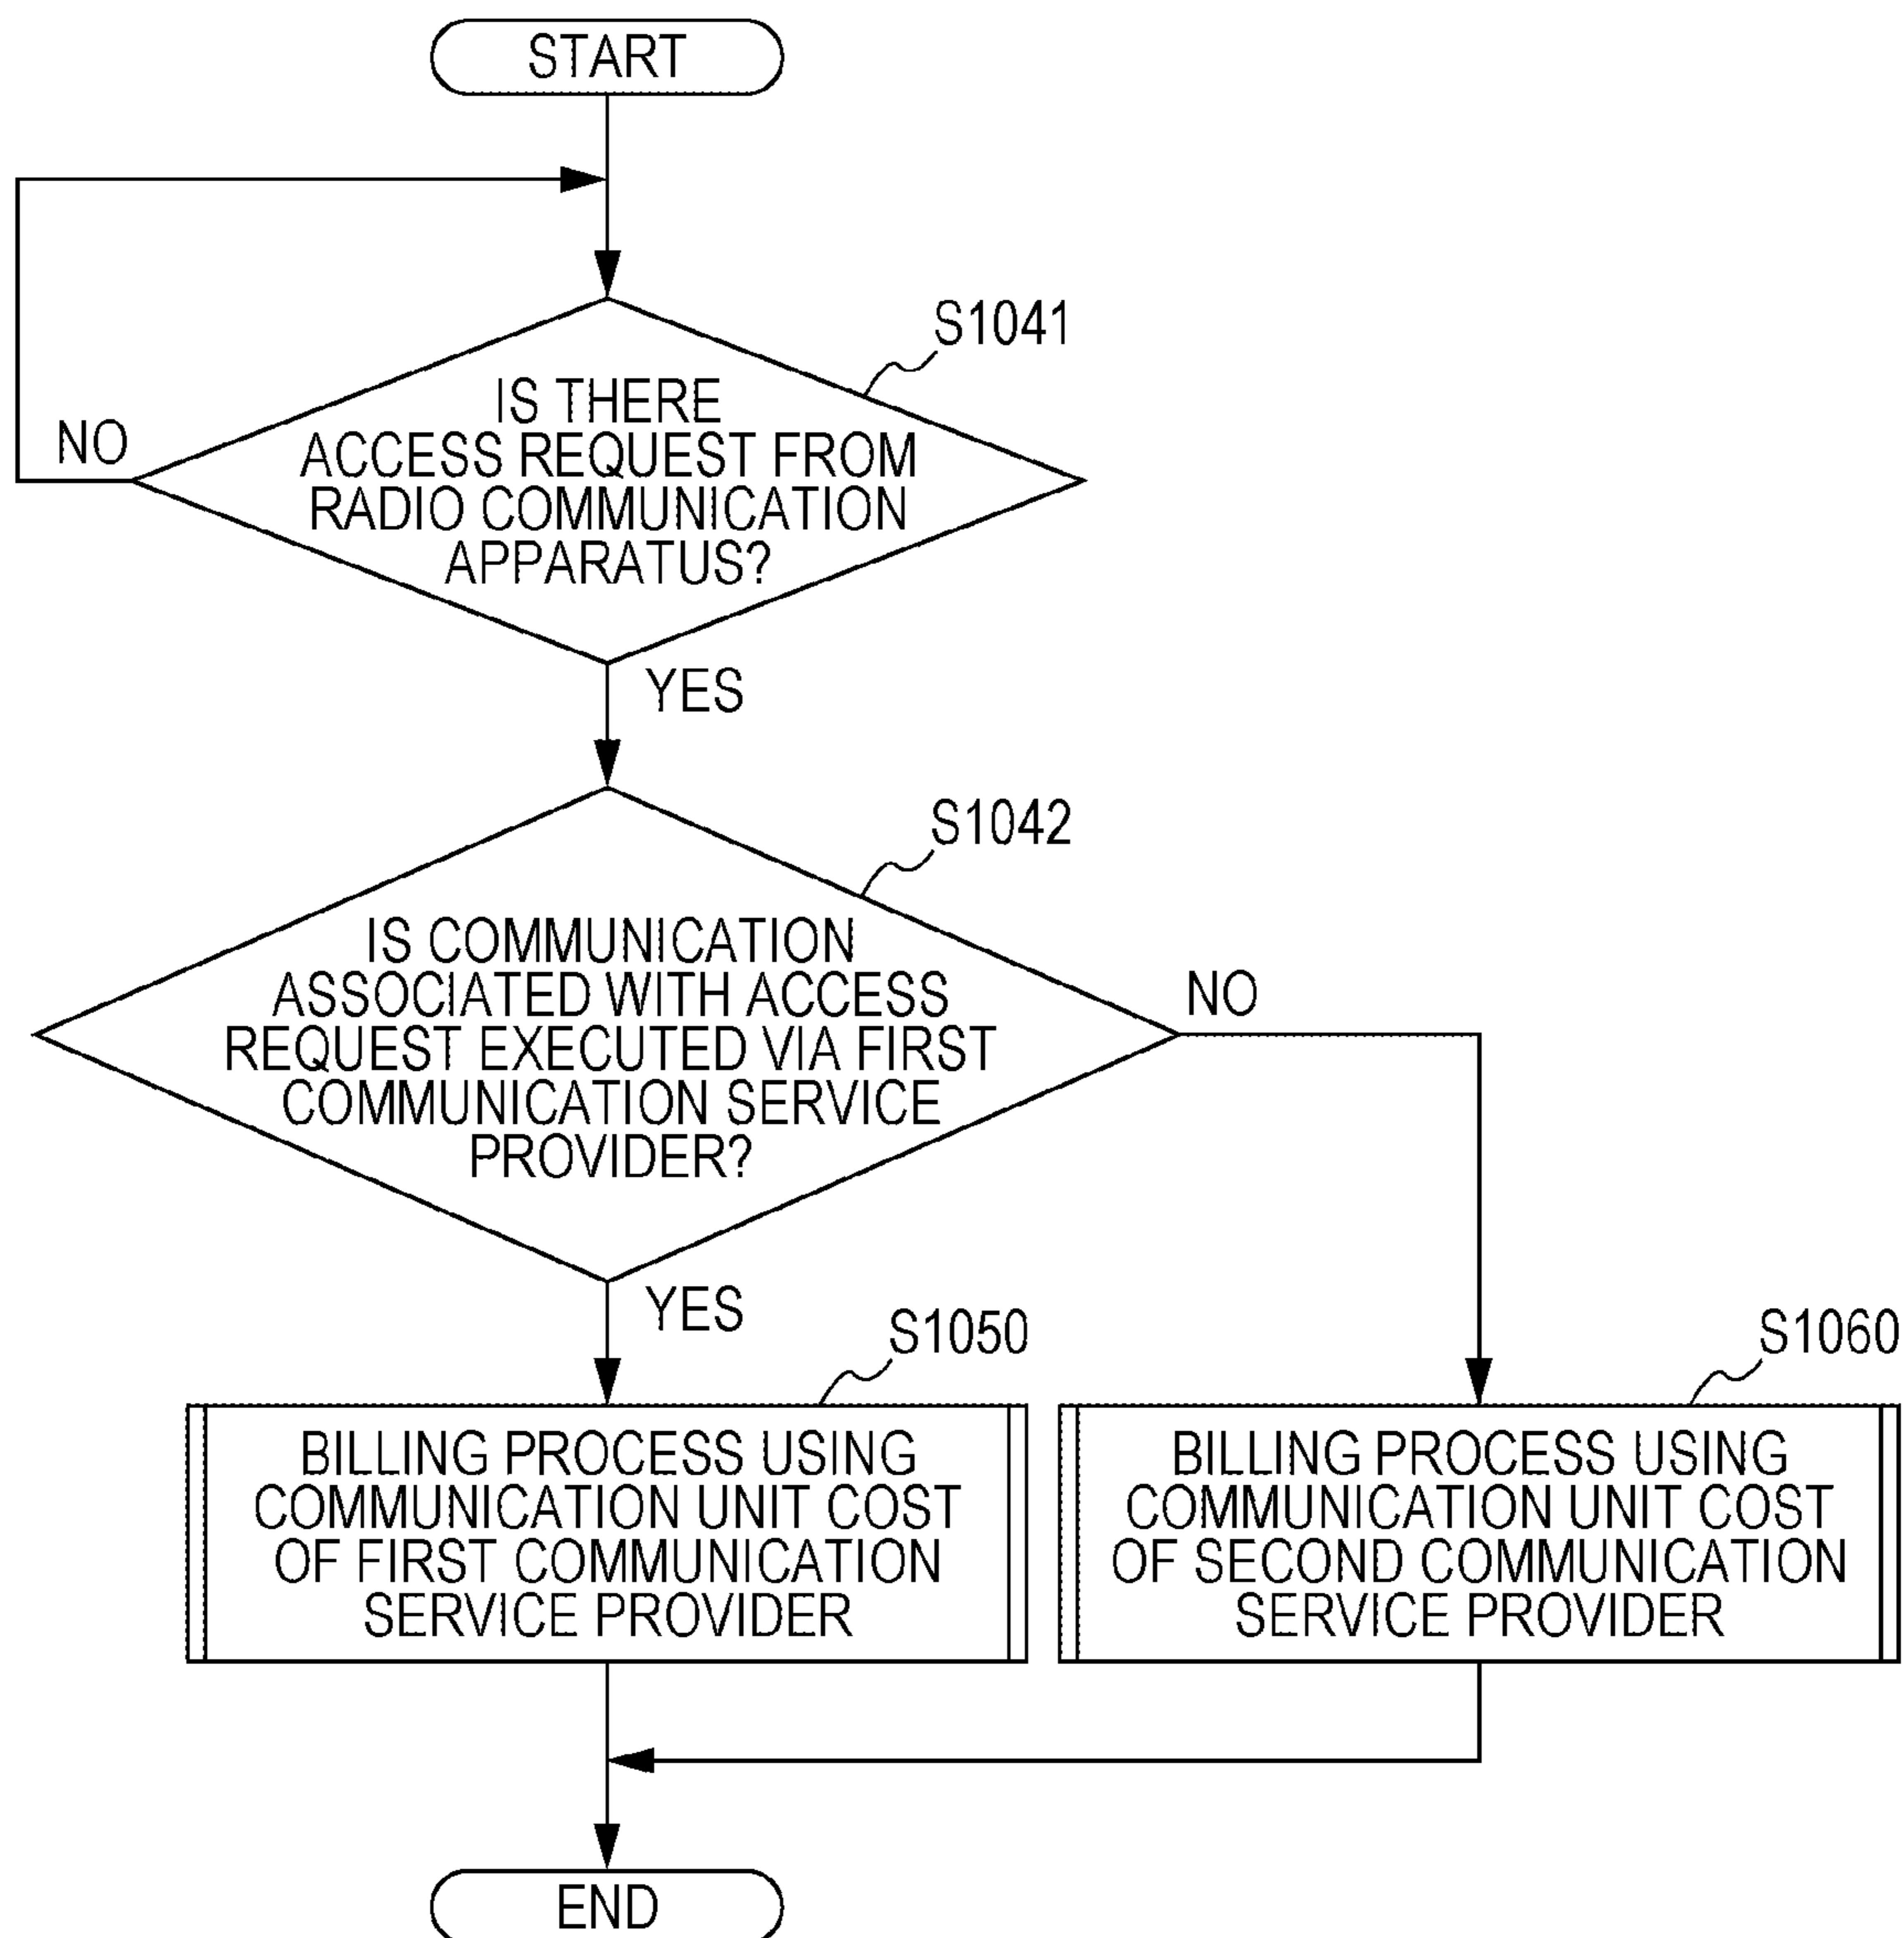 START
S1041
IS THERE
ACCESS REQUEST FROM
RADIO COMMUNICATION
APPARATUS?
NO
YES
S1042
IS COMMUNICATION
ASSOCIATED WITH ACCESS
REQUEST EXECUTED VIA FIRST
COMMUNICATION SERVICE
PROVIDER?
NO
YES
S1050
BILLING PROCESS USING
COMMUNICATION UNIT COST
OF FIRST COMMUNICATION
SERVICE PROVIDER
S1060
BILLING PROCESS USING
COMMUNICATION UNIT COST
OF SECOND COMMUNICATION
SERVICE PROVIDER
END